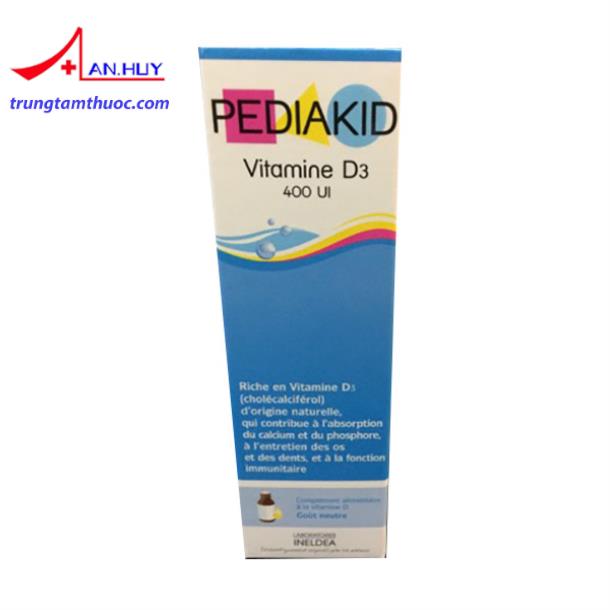 AN.HUY
trungtamthuoc.com
PEDIAKID
Vitamine D3
400 UI
Riche en Vitamine D3
(cholécalciférol)
d'origine naturelle,
qui contribue à l'absorption
du calcium et du phosphore,
à l'entretien des os
et des dents, et à la fonction
immunitaire
Complément alimentaire
à la vitamine D
Goût neutre
LABORATOIRES
INELDEA